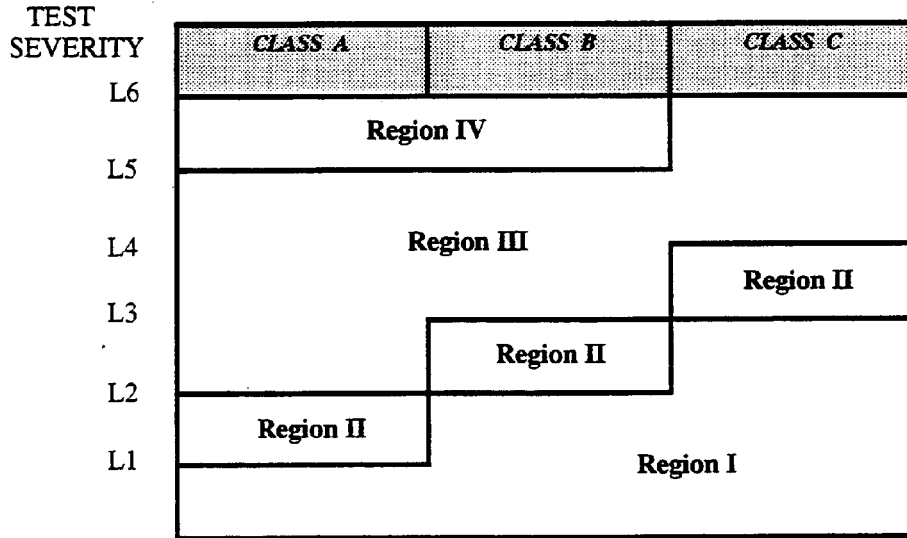 TEST
SEVERITY
CLASS A CLASS B CLASS C
L6
Region IV
L5
Region III
L4
Region II
L3
Region II
L2
Region II
L1
Region I